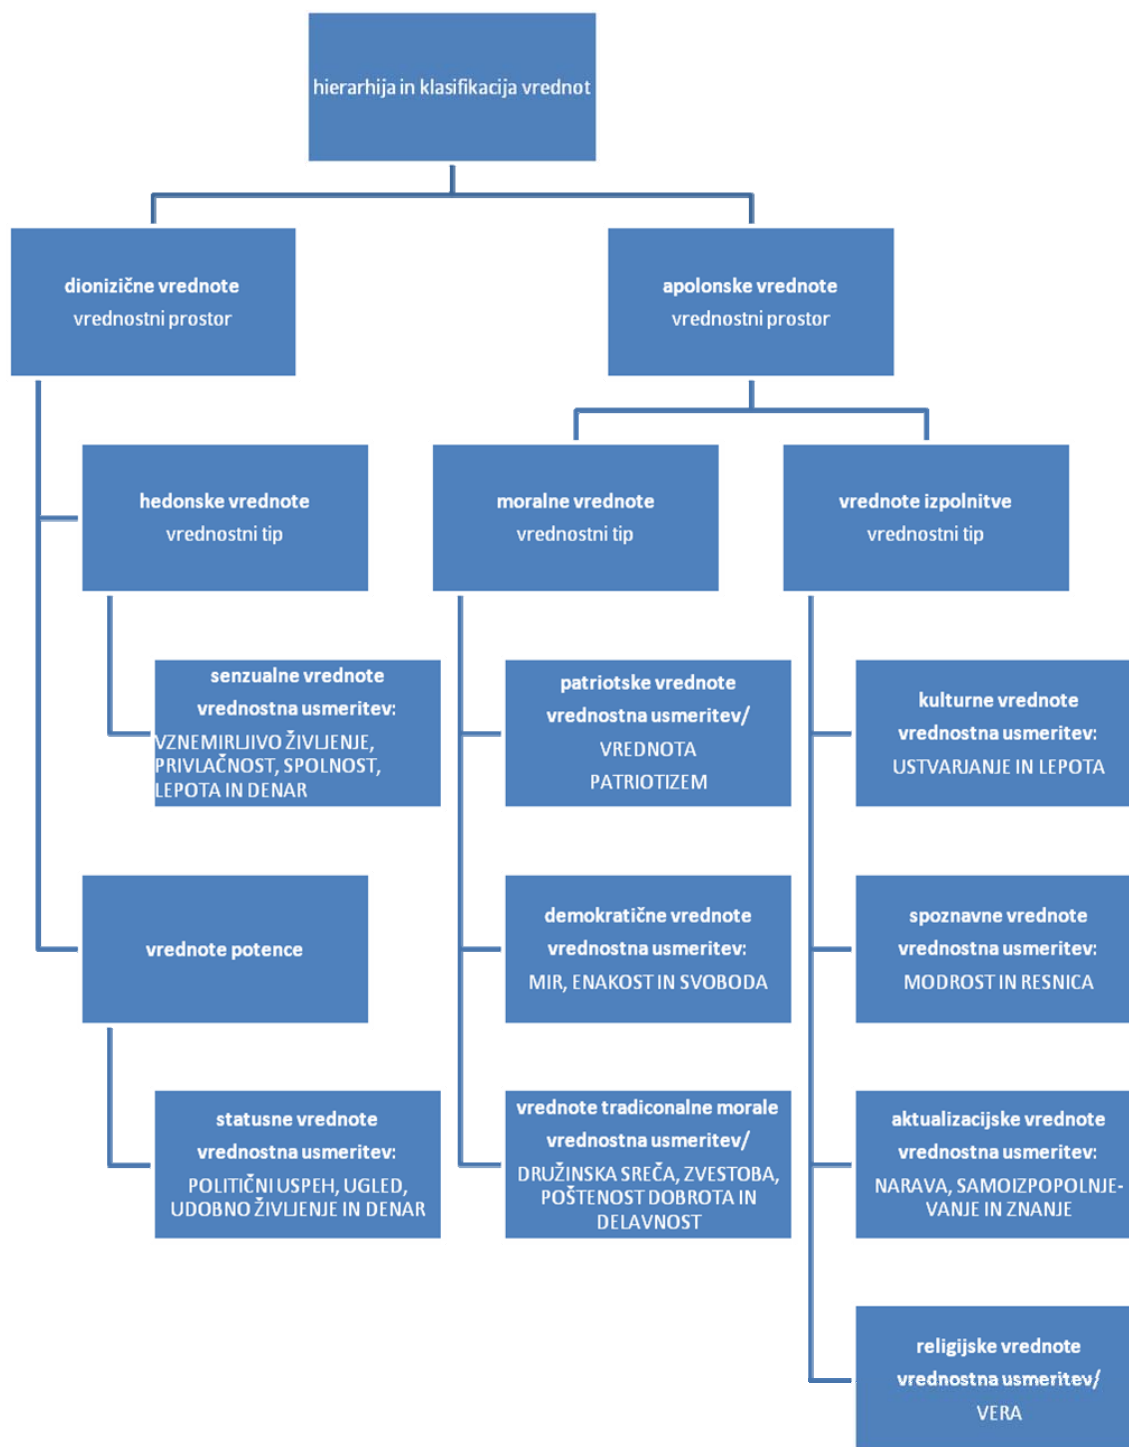 hierarhija in klasifikacija vrednot
dionizične vrednote
vrednostni prostor
apolonske vrednote
vrednostni prostor
hedonske vrednote
vrednostni tip
moralne vrednote
vrednostni tip
vrednote izpolnitve
vrednostni tip
senzualne vrednote
vrednostna usmeritev:
VZNEMIRLJIVO ŽIVLJENJE,
PRIVLAČNOST, SPOLNOST,
LEPOTA IN DENAR
patriotske vrednote
vrednostna usmeritev/
VREDNOTA
PATRIOTIZEM
kulturne vrednote
vrednostna usmeritev:
USTVARJANJE IN LEPOTA
vrednote potence
demokratične vrednote
vrednostna usmeritev:
MIR, ENAKOST IN SVOBODA
spoznavne vrednote
vrednostna usmeritev:
MODROST IN RESNICA
statusne vrednote
vrednostna usmeritev:
POLITIČNI USPEH, UGLED,
UDOBNO ŽIVLJENJE IN DENAR
vrednote tradiconalne morale
vrednostna usmeritev/
DRUŽINSKA SREČA, ZVESTOBA,
POŠTENOST DOBROTA IN
DELAVNOST
aktualizacijske vrednote
vrednostna usmeritev:
NARAVA, SAMOIZPOPOLNJE-
VANJE IN ZNANJE
religijske vrednote
vrednostna usmeritev/
VERA